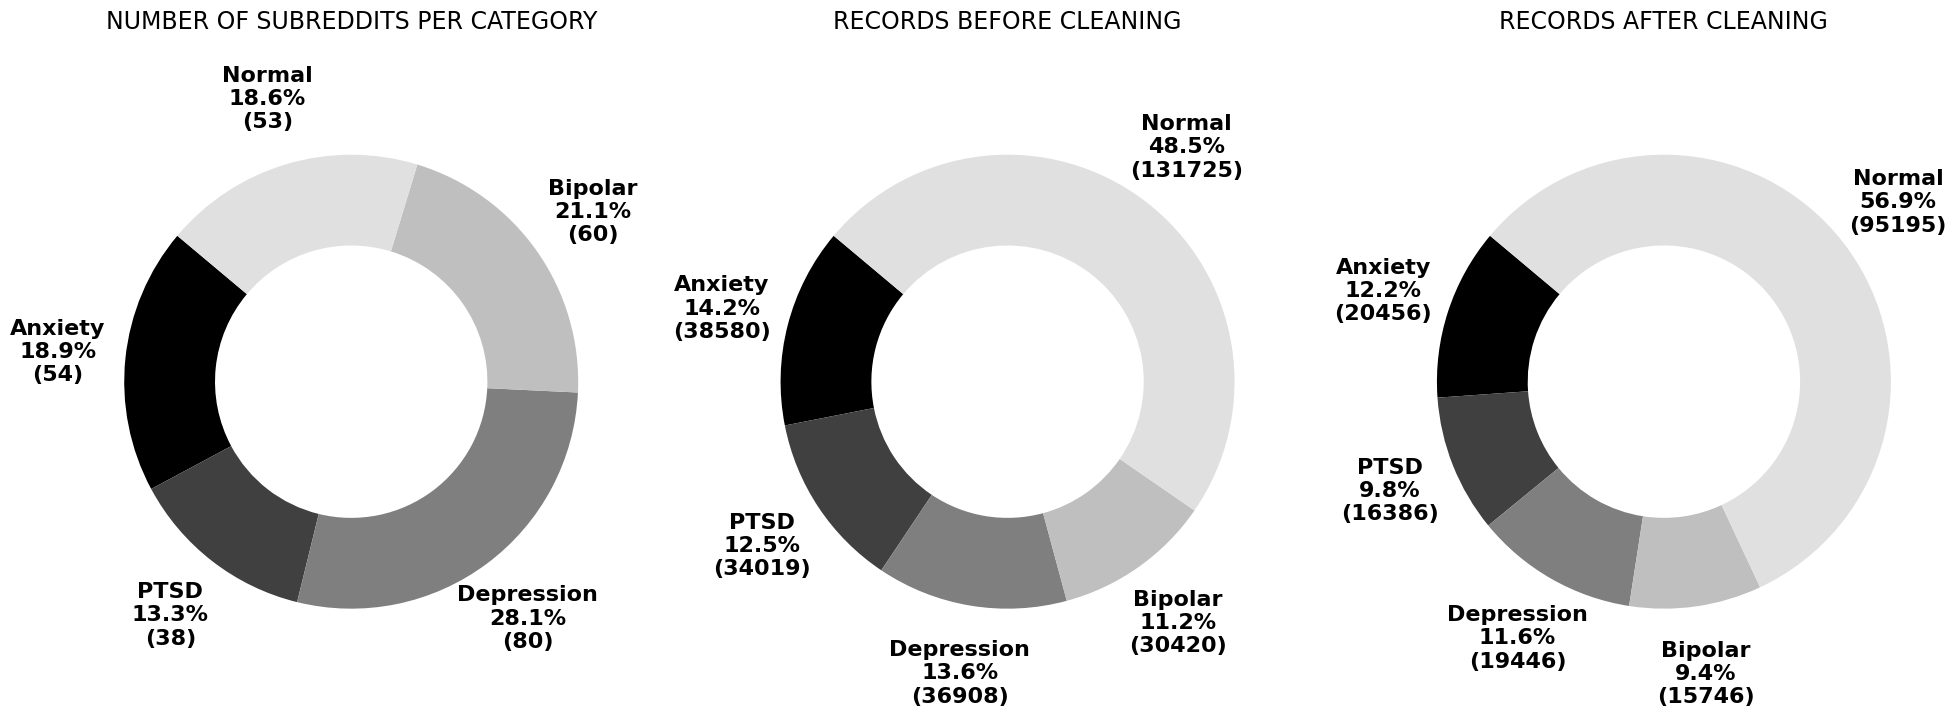 NUMBER OF SUBREDDITS PER CATEGORY
Normal
18.6%
(53)
Bipolar
21.1%
(60)
Anxiety
18.9%
(54)
PTSD
13.3%
(38)
Depression
28.1%
(80)
RECORDS BEFORE CLEANING
Normal
48.5%
(131725)
Anxiety
14.2%
(38580)
PTSD
12.5%
(34019)
Depression
13.6%
(36908)
Bipolar
11.2%
(30420)
RECORDS AFTER CLEANING
Normal
56.9%
(95195)
Anxiety
12.2%
(20456)
PTSD
9.8%
(16386)
Depression
11.6%
(19446)
Bipolar
9.4%
(15746)